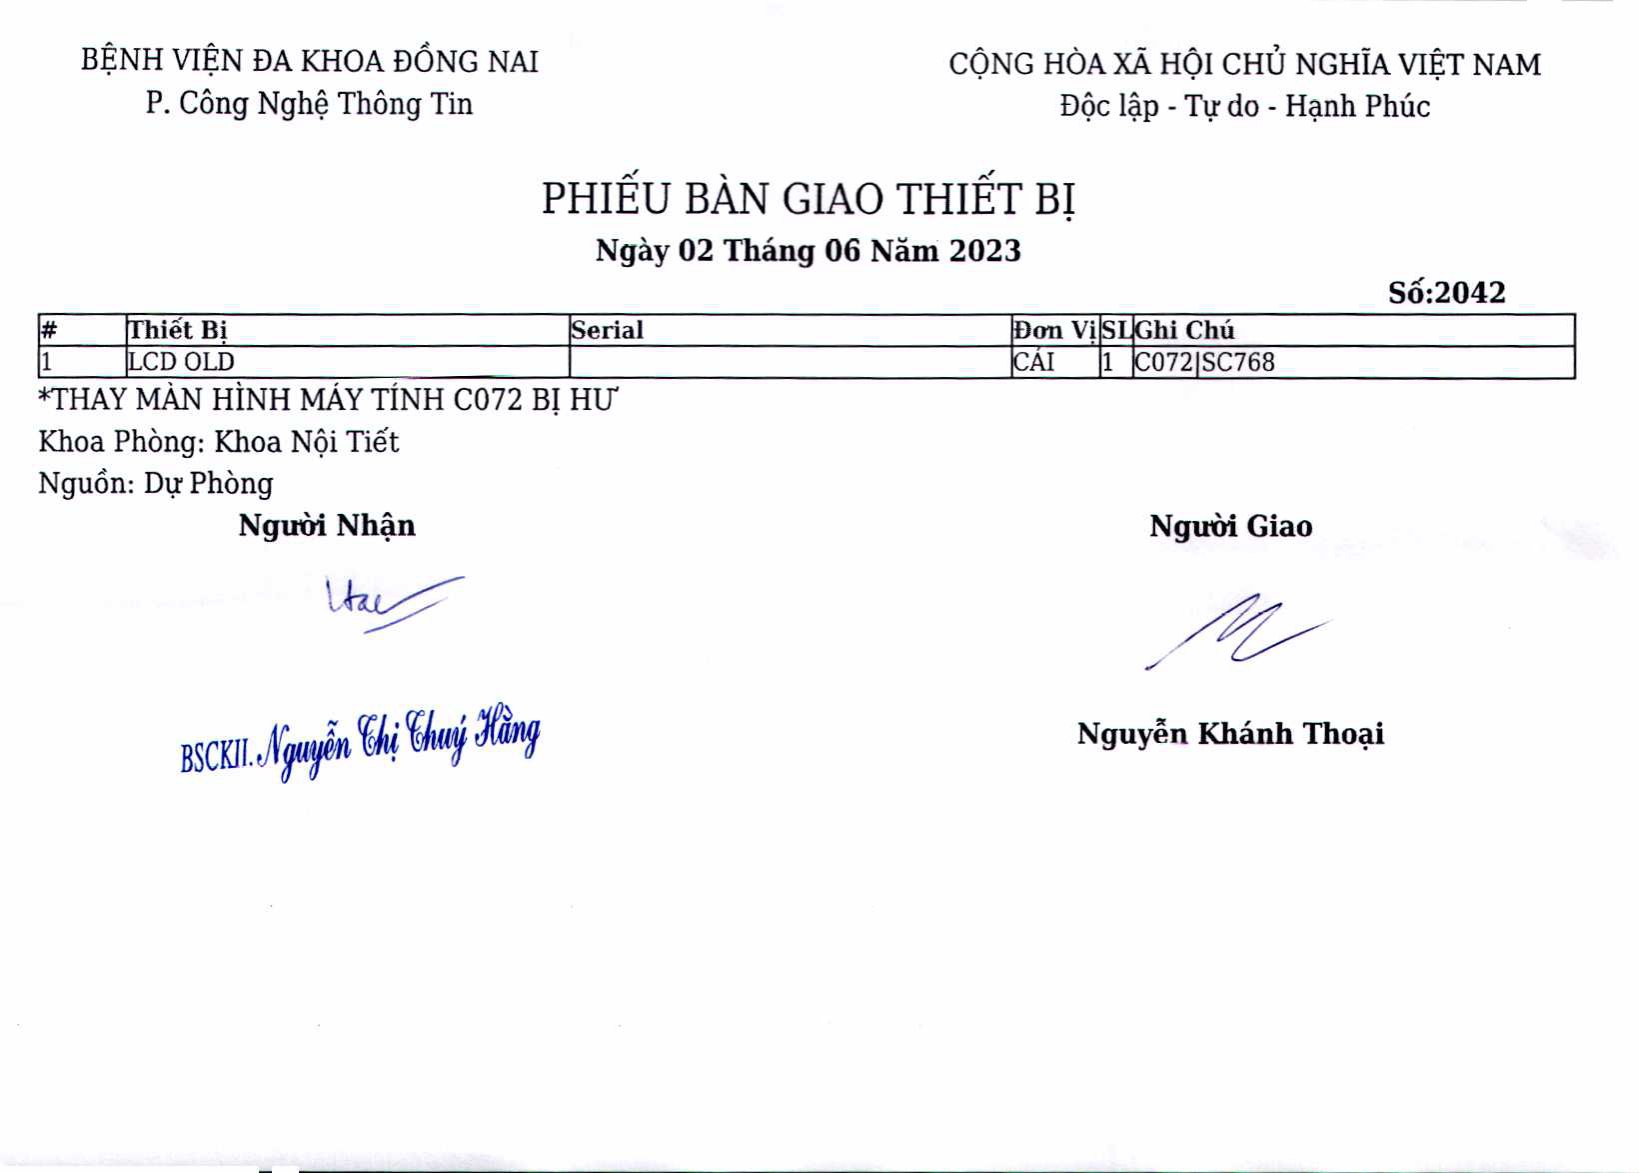 BỆNH VIỆN ĐA KHOA ĐỒNG NAI
P. Công Nghệ Thông Tin
CỘNG HÒA XÃ HỘI CHỦ NGHĨA VIỆT NAM
Độc lập - Tự do - Hạnh Phúc
PHIẾU BÀN GIAO THIẾT BỊ
Ngày 02 Tháng 06 Năm 2023
Số:2042
# Thiết Bị Serial Đơn Vị SL Ghi Chú
1 LCD OLD CÁI 1 C072|SC768
*THAY MÀN HÌNH MÁY TÍNH C072 BỊ HƯ
Khoa Phòng: Khoa Nội Tiết
Nguồn: Dự Phòng
Người Nhận Người Giao
BSCKII. Nguyễn Thị Thuý Hằng
Nguyễn Khánh Thoại